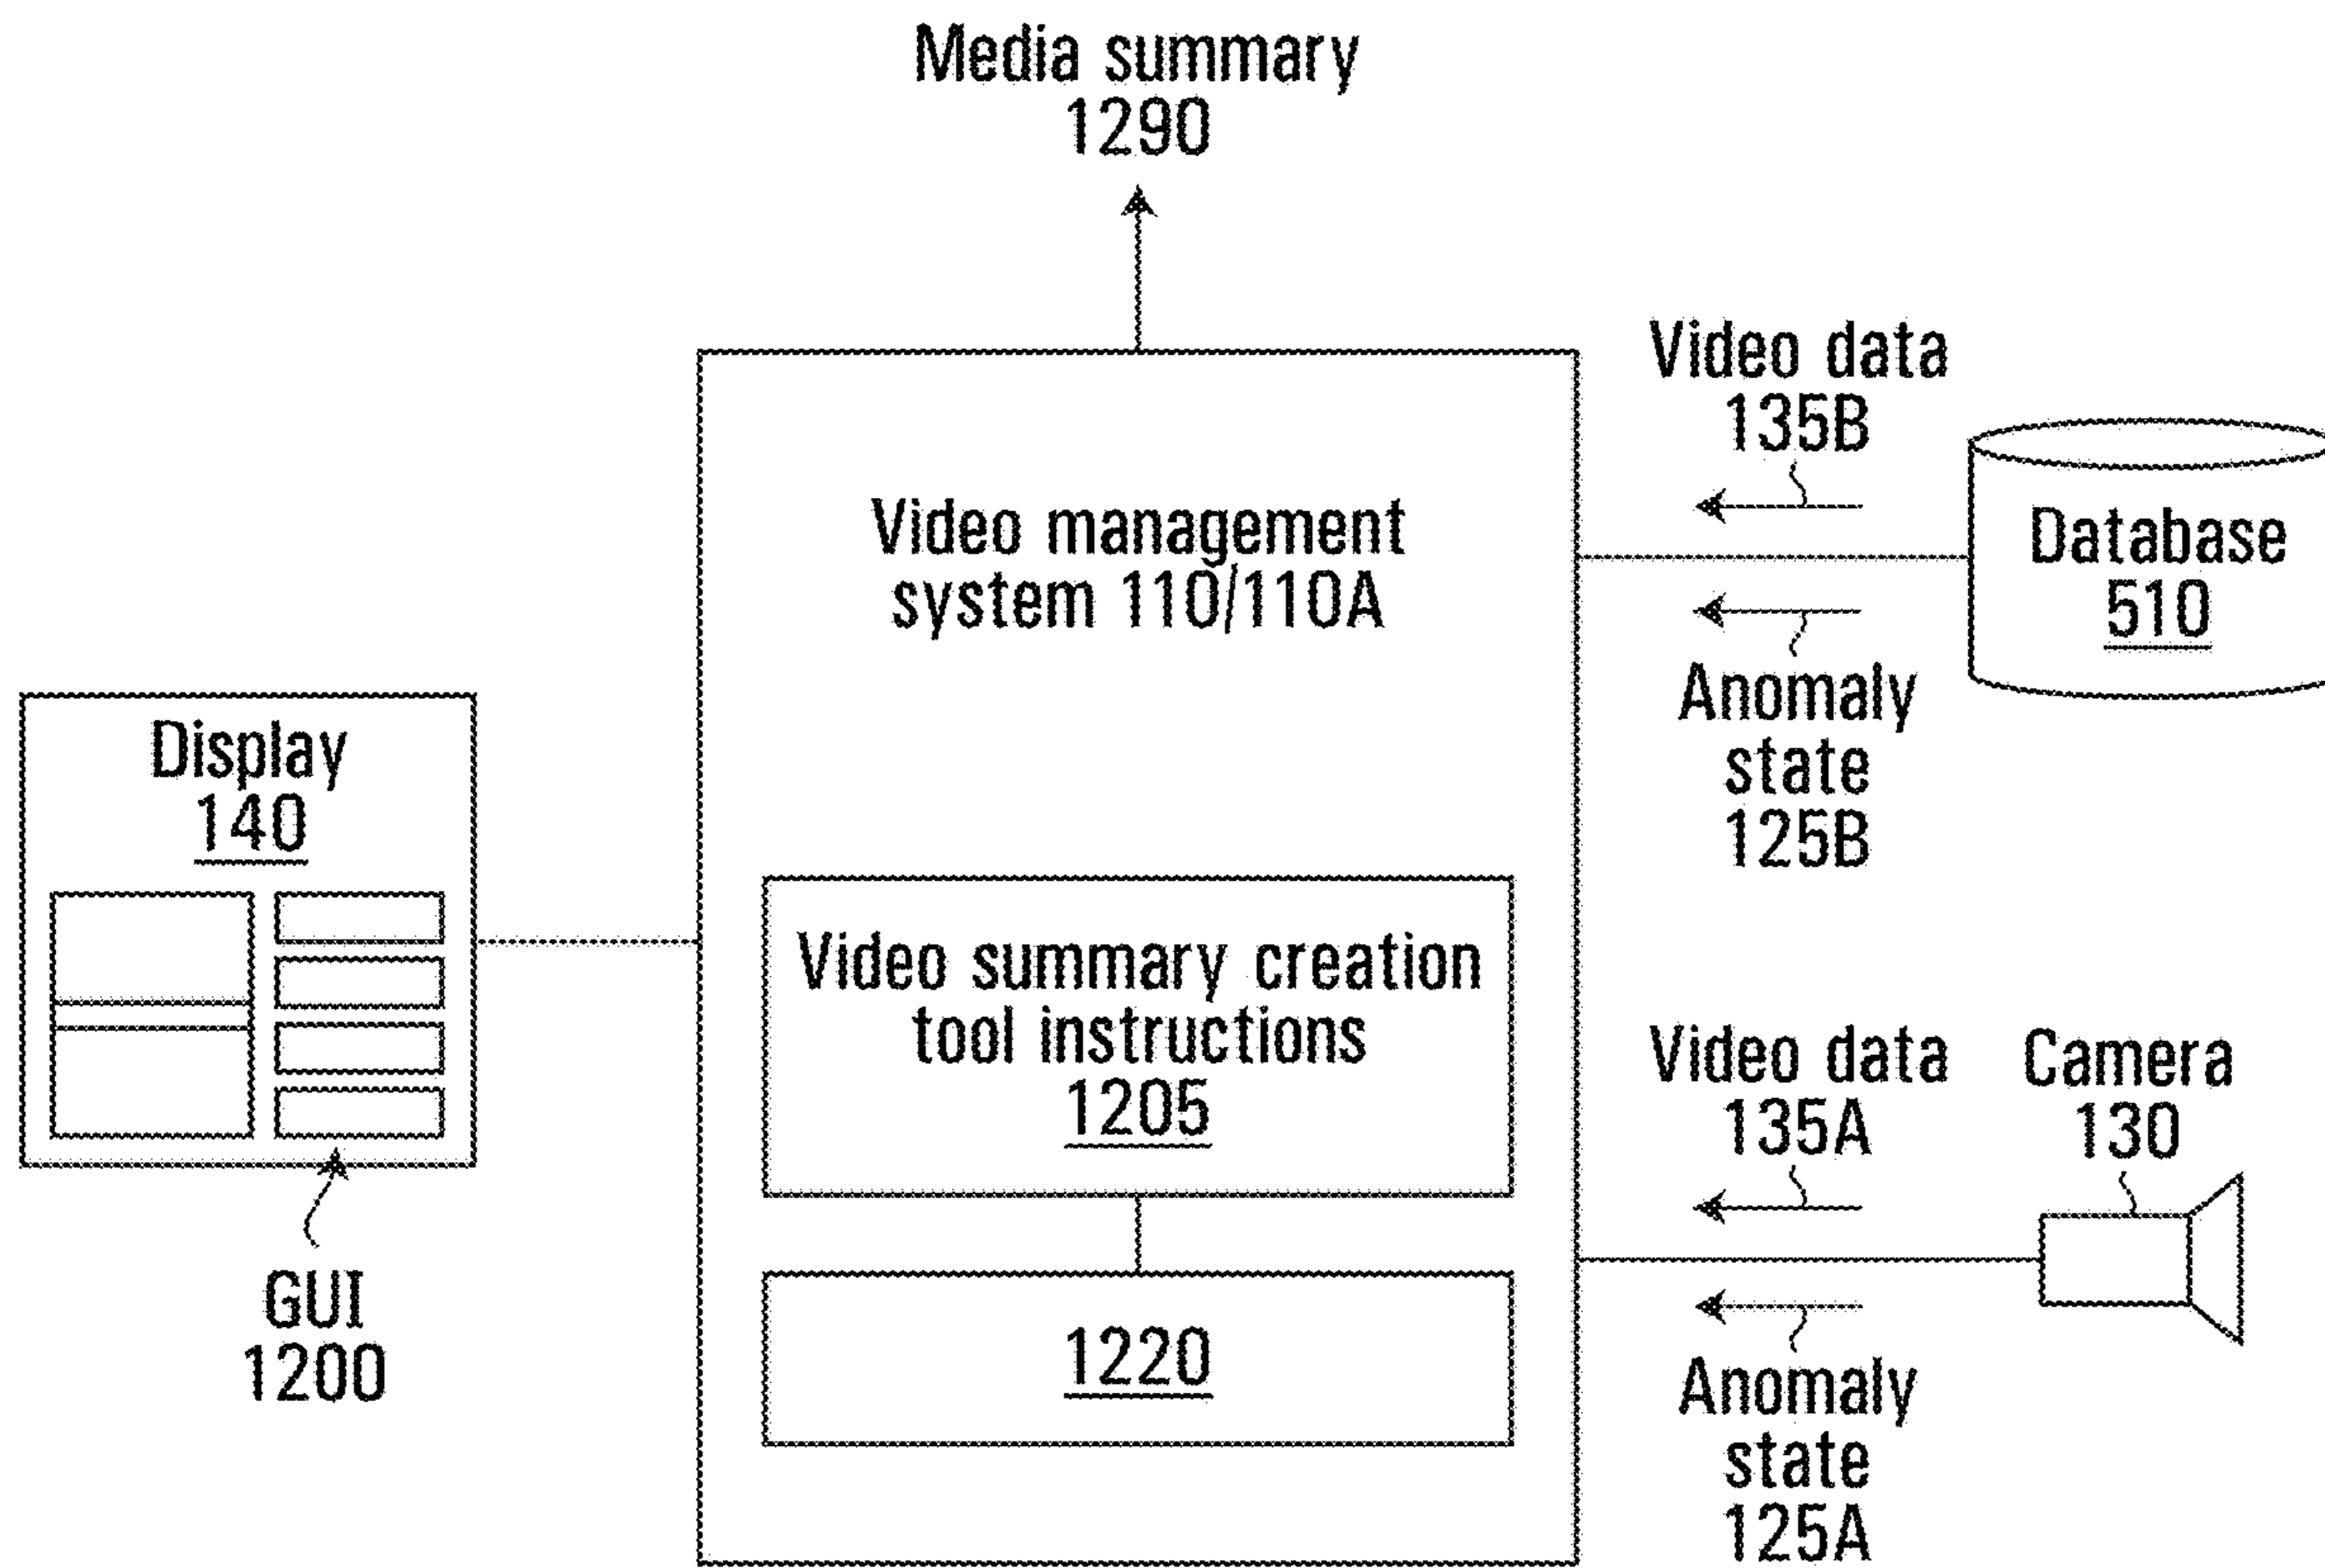 Media summary
1290
Video data
135B
Database
510
Anomaly
state
125B
Video management
system 110/110A
Display
140
GUI
1200
Video summary creation
tool instructions
1205
1220
Video data
135A
Camera
130
Anomaly
state
125A